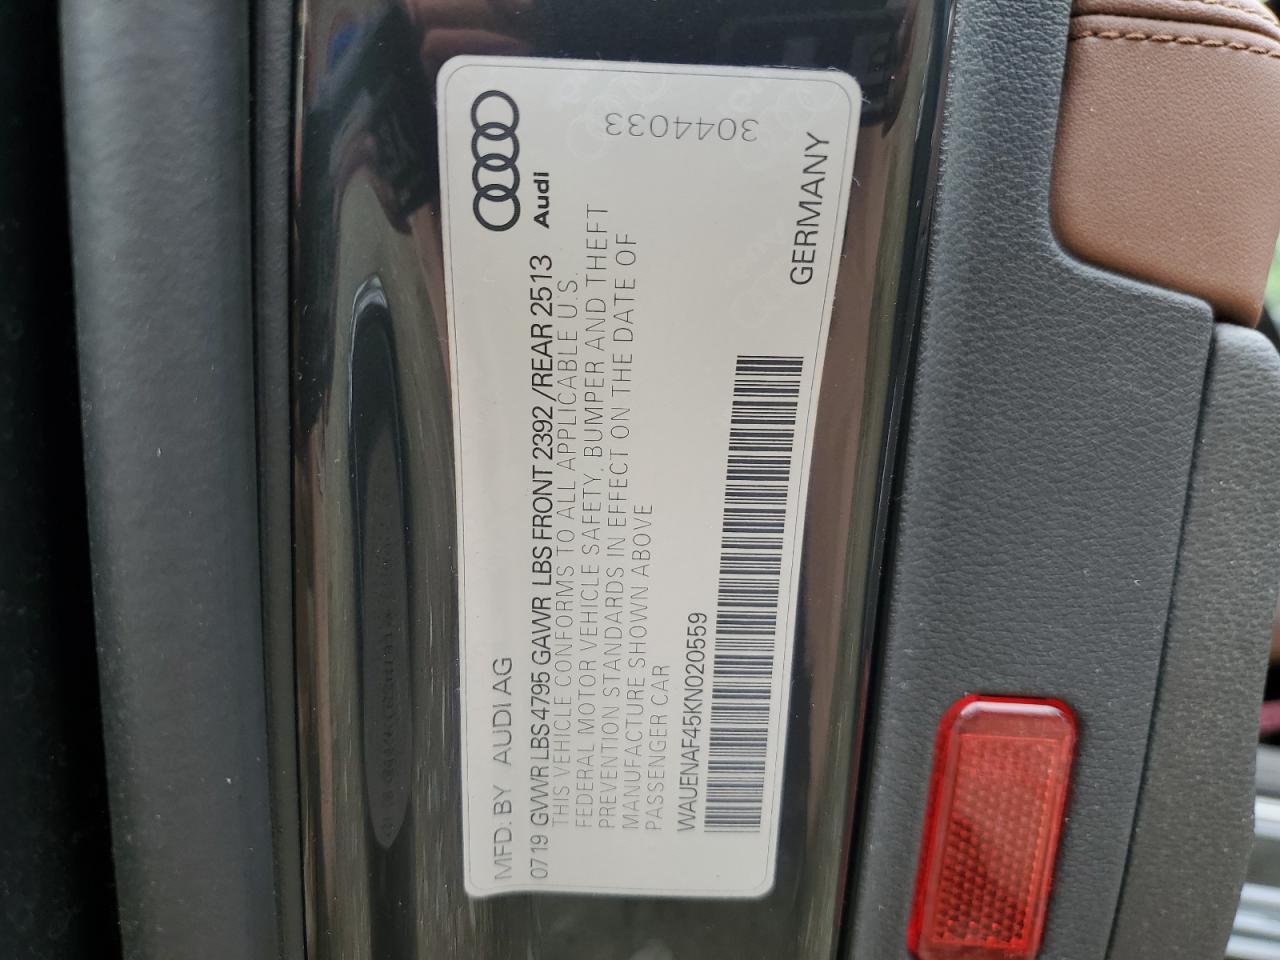 Audi
MFD. BY AUDI AG
0719 GVWR LBS 4795 GAWR LBS FRONT 2392 /REAR 2513
THIS VEHICLE CONFORMS TO ALL APPLICABLE U.S.
FEDERAL MOTOR VEHICLE SAFETY, BUMPER AND THEFT
PREVENTION STANDARDS IN EFFECT ON THE DATE OF
MANUFACTURE SHOWN ABOVE
PASSENGER CAR
WAUENAF45KN020559
GERMANY
3044033